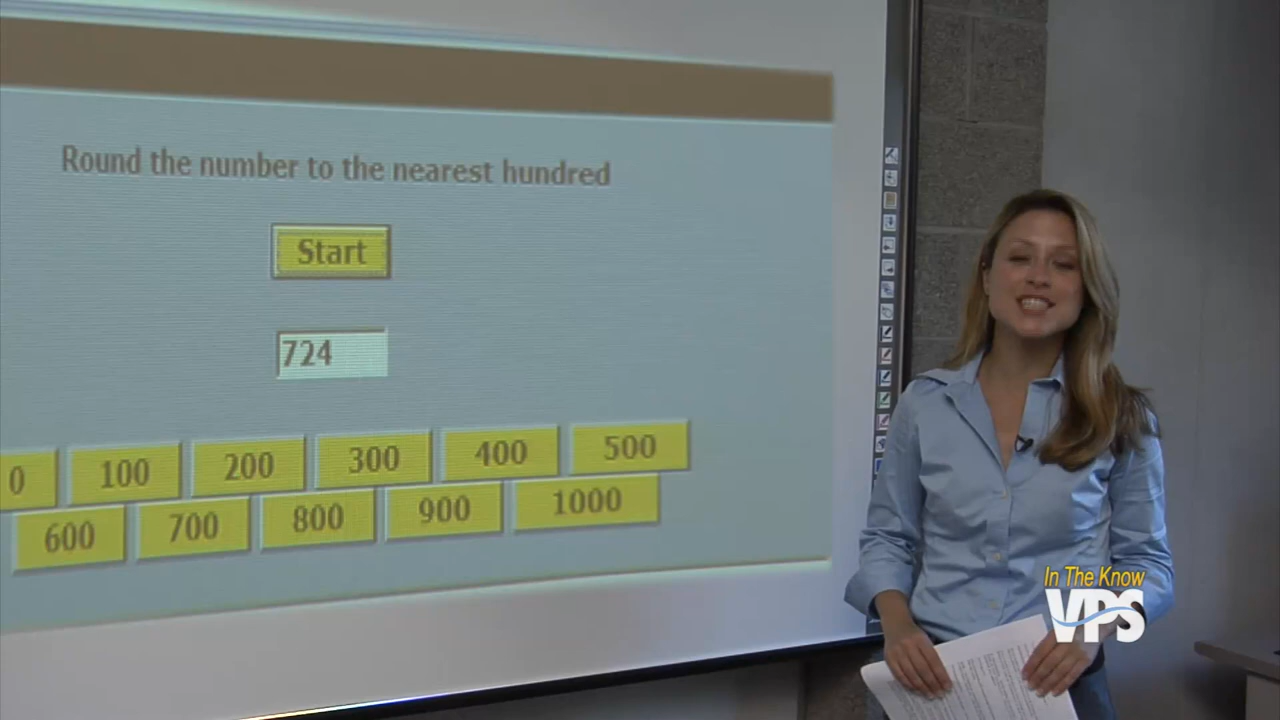 Round the number to the nearest hundred
Start
724
0 100 200 300 400 500
600 700 800 900 1000
In The Know
VPS